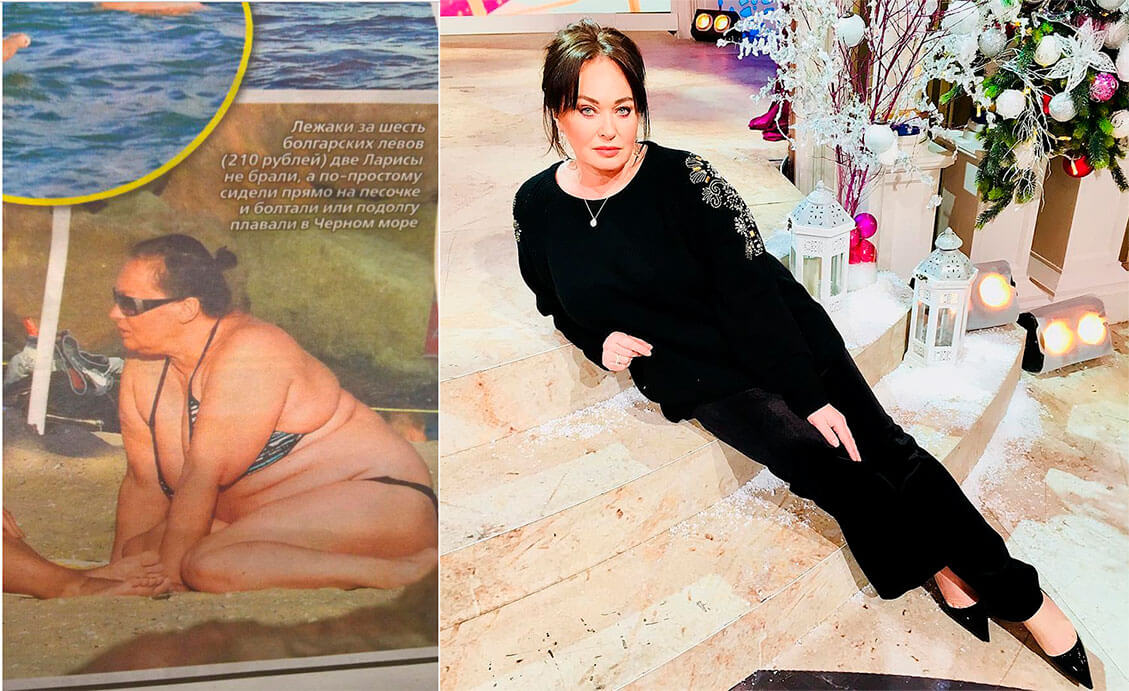 Лежаки за шесть
болгарских левов
(210 рублей) две Ларисы
не брали, а по-простому
сидели прямо на песочке
и болтали или подолгу
плавали в Черном море